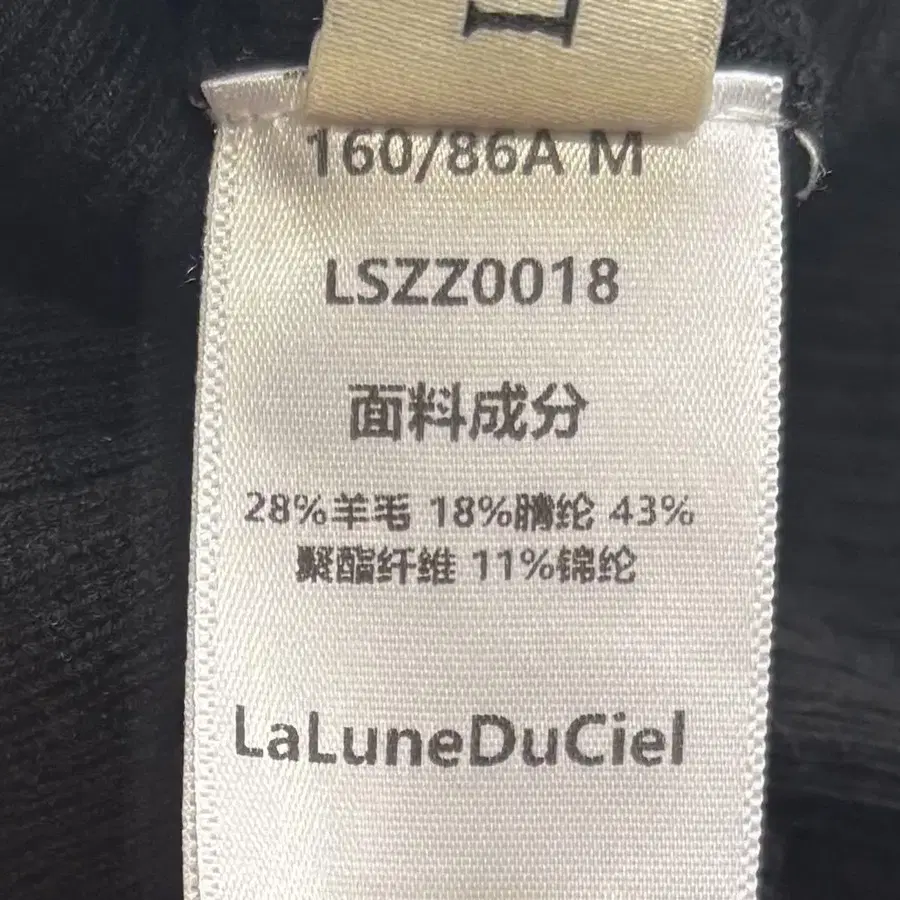 160/86A M
LSZZ0018
面料成分
28%羊毛 18%腈纶 43%
聚酯纤维 11%锦纶
LaLuneDuCiel